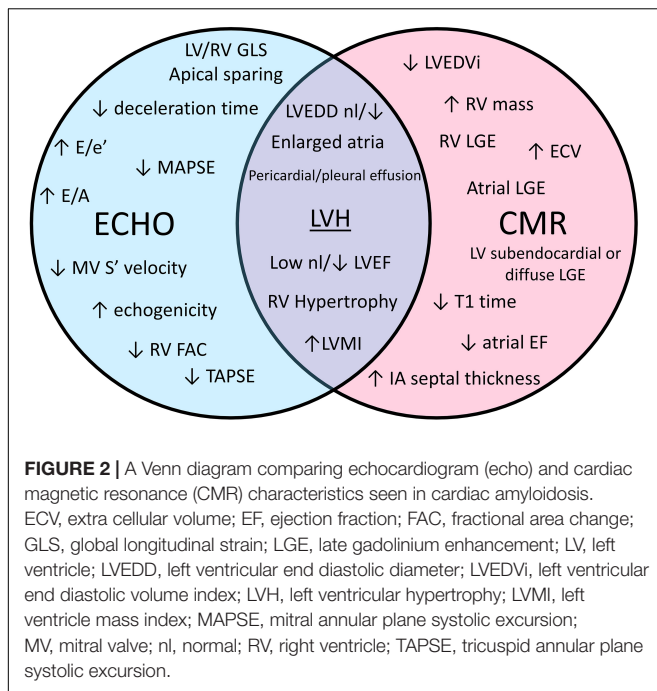 LV/RV GLS
Apical sparing
↓ deceleration time
↑ E/e’
↓ MAPSE
↑ E/A
ECHO
↓ MV S’ velocity
↑ echogenicity
↓ RV FAC
↓ TAPSE
LVEDD nl/↓
Enlarged atria
Pericardial/pleural effusion
LVH
Low nl/↓ LVEF
RV Hypertrophy
↑LVMI
↓ LVEDVi
↑ RV mass
RV LGE
↑ ECV
Atrial LGE
CMR
LV subendocardial or
diffuse LGE
↓ T1 time
↓ atrial EF
↑ IA septal thickness
FIGURE 2 | A Venn diagram comparing echocardiogram (echo) and cardiac
magnetic resonance (CMR) characteristics seen in cardiac amyloidosis.
ECV, extra cellular volume; EF, ejection fraction; FAC, fractional area change;
GLS, global longitudinal strain; LGE, late gadolinium enhancement; LV, left
ventricle; LVEDD, left ventricular end diastolic diameter; LVEDVi, left ventricular
end diastolic volume index; LVH, left ventricular hypertrophy; LVMI, left
ventricle mass index; MAPSE, mitral annular plane systolic excursion;
MV, mitral valve; nl, normal; RV, right ventricle; TAPSE, tricuspid annular plane
systolic excursion.